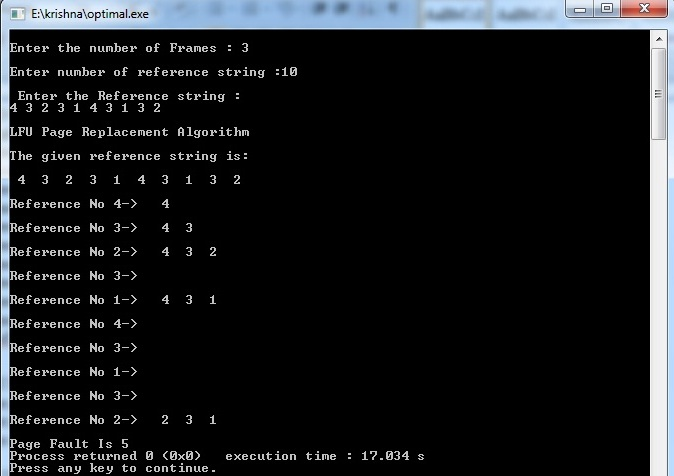 E:\krishna\optimal.exe
Enter the number of Frames : 3
Enter number of reference string :10
Enter the Reference string :
4 3 2 3 1 4 3 1 3 2
LFU Page Replacement Algorithm
The given reference string is:
4 3 2 3 1 4 3 1 3 2
Reference No 4-> 4
Reference No 3-> 4 3
Reference No 2-> 4 3 2
Reference No 3->
Reference No 1-> 4 3 1
Reference No 4->
Reference No 3->
Reference No 1->
Reference No 3->
Reference No 2-> 2 3 1
Page Fault Is 5
Process returned 0 (0x0) execution time : 17.034 s
Press any key to continue.